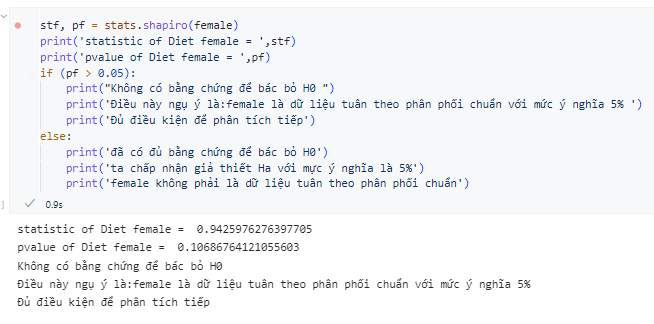 stf, pf = stats.shapiro(female)
print('statistic of Diet female = ',stf)
print('pvalue of Diet female = ',pf)
if (pf > 0.05):
    print("Không có bằng chứng để bác bỏ H0 ")
    print('Điều này ngụ ý là:female là dữ liệu tuân theo phân phối chuẩn với mức ý nghĩa 5% ')
    print('Đủ điều kiện để phân tích tiếp')
else:
    print('đã có đủ bằng chứng để bác bỏ H0')
    print('ta chấp nhận giả thiết Ha với mực ý nghĩa là 5%')
    print('female không phải là dữ liệu tuân theo phân phối chuẩn')
0.9s
statistic of Diet female =  0.9425976276397705
pvalue of Diet female =  0.10686764121055603
Không có bằng chứng để bác bỏ H0
Điều này ngụ ý là:female là dữ liệu tuân theo phân phối chuẩn với mức ý nghĩa 5%
Đủ điều kiện để phân tích tiếp